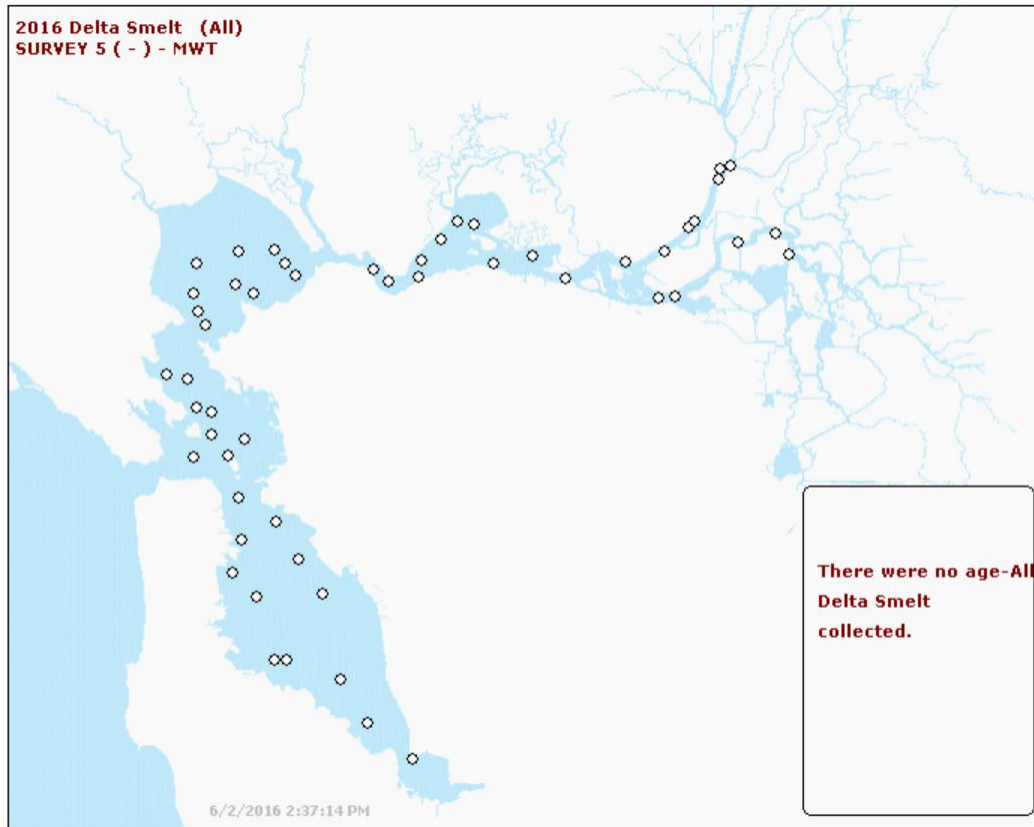 2016 Delta Smelt (All)
SURVEY 5 ( - ) - MWT
There were no age-All
Delta Smelt
collected.
6/2/2016 2:37:14 PM